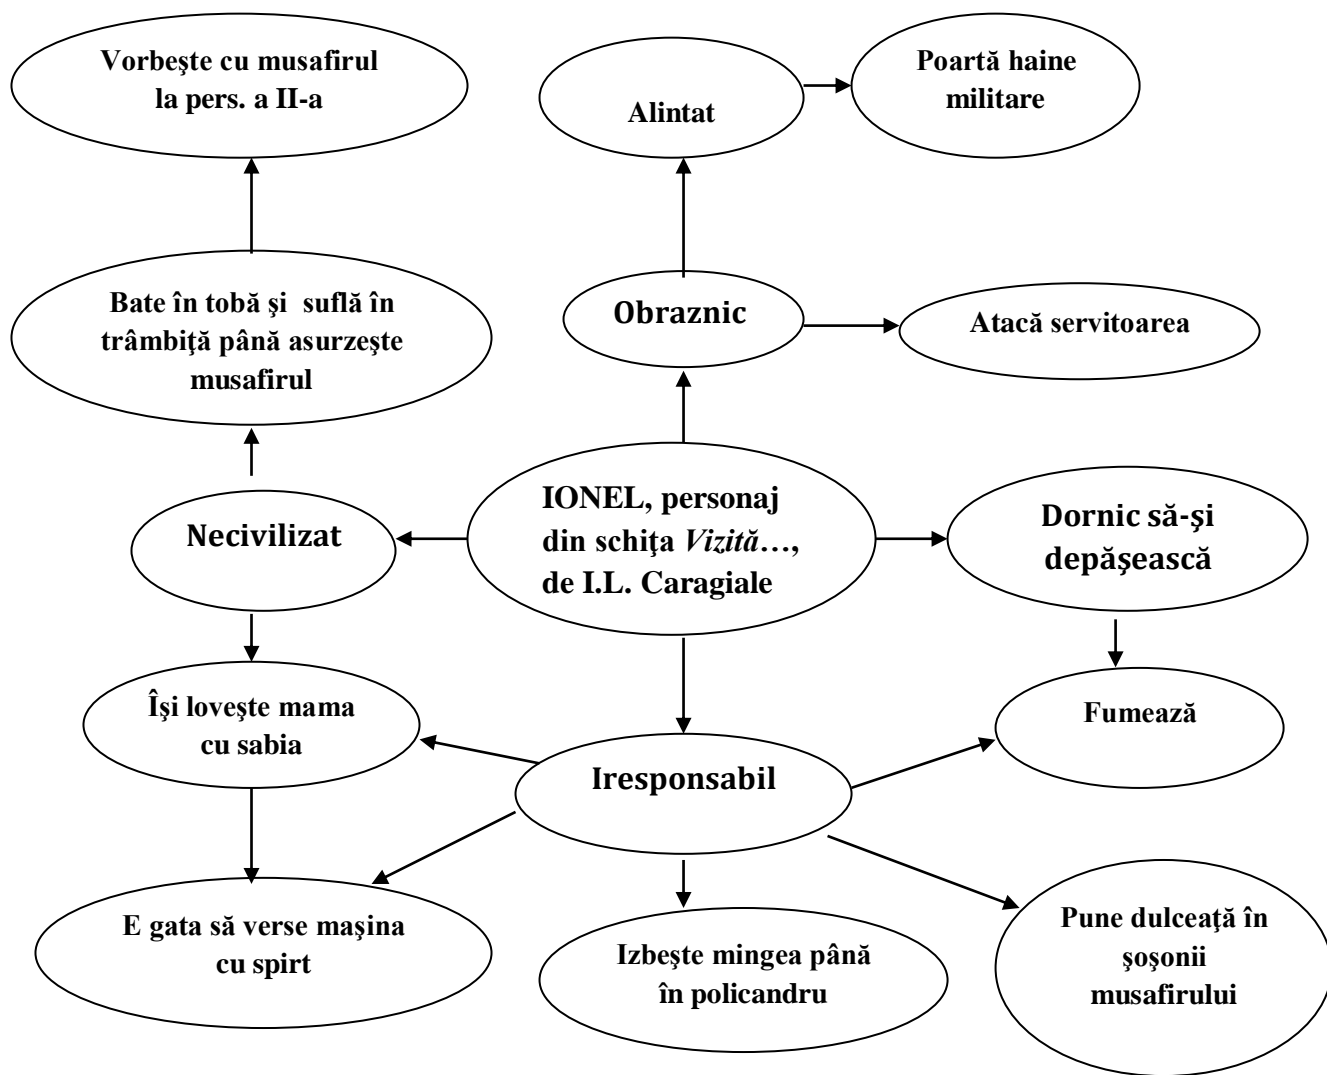 Vorbeşte cu musafirul
la pers. a II-a
Alintat
Poartă haine
militare
Bate în tobă şi  suflă în
trâmbiţă până asurzeşte
musafirul
Obraznic
Atacă servitoarea
Necivilizat
IONEL, personaj
din schiţa Vizită…,
de I.L. Caragiale
Dornic să-şi
depăşească
Îşi loveşte mama
cu sabia
Iresponsabil
Fumează
E gata să verse maşina
cu spirt
Izbeşte mingea până
în policandru
Pune dulceaţă în
şoşonii
musafirului